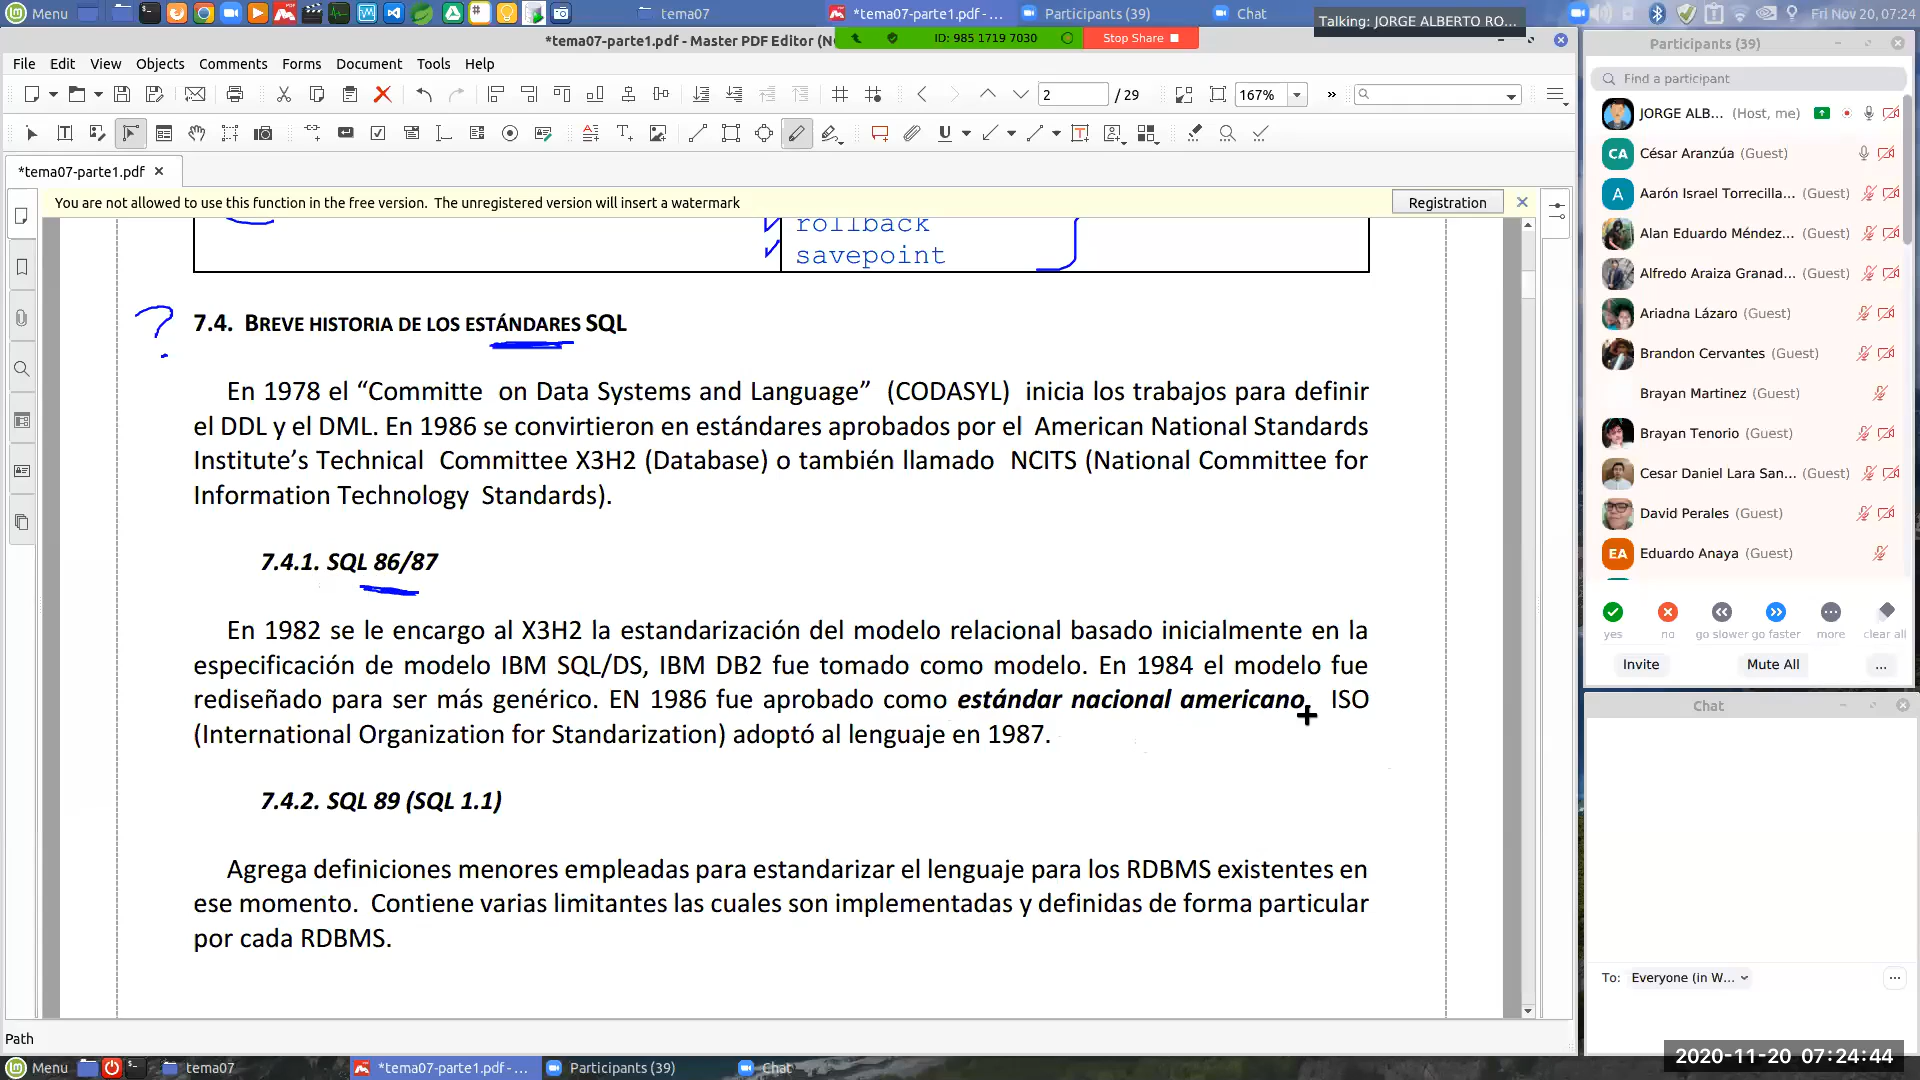 Menu
tema07
*tema07-parte1.pdf - ...
Participants (39)
Chat
Talking: JORGE ALBERTO RO...
Fri Nov 20, 07:24
*tema07-parte1.pdf - Master PDF Editor (No
ID: 985 1719 7030
Stop Share
File Edit View Objects Comments Forms Document Tools Help
2 / 29
167%
*tema07-parte1.pdf
You are not allowed to use this function in the free version. The unregistered version will insert a watermark
Registration
rollback
savepoint
?
7.4. BREVE HISTORIA DE LOS ESTÁNDARES SQL
En 1978 el “Committe on Data Systems and Language” (CODASYL) inicia los trabajos para definir
el DDL y el DML. En 1986 se convirtieron en estándares aprobados por el American National Standards
Institute’s Technical Committee X3H2 (Database) o también llamado NCITS (National Committee for
Information Technology Standards).
7.4.1. SQL 86/87
En 1982 se le encargo al X3H2 la estandarización del modelo relacional basado inicialmente en la
especificación de modelo IBM SQL/DS, IBM DB2 fue tomado como modelo. En 1984 el modelo fue
rediseñado para ser más genérico. EN 1986 fue aprobado como estándar nacional americano. ISO
(International Organization for Standarization) adoptó al lenguaje en 1987.
7.4.2. SQL 89 (SQL 1.1)
Agrega definiciones menores empleadas para estandarizar el lenguaje para los RDBMS existentes en
ese momento. Contiene varias limitantes las cuales son implementadas y definidas de forma particular
por cada RDBMS.
Path
Participants (39)
Find a participant
JORGE ALB... (Host, me)
CA César Aranzúa (Guest)
A Aarón Israel Torrecilla... (Guest)
Alan Eduardo Méndez... (Guest)
Alfredo Araiza Granad... (Guest)
Ariadna Lázaro (Guest)
Brandon Cervantes (Guest)
Brayan Martinez (Guest)
Brayan Tenorio (Guest)
Cesar Daniel Lara San... (Guest)
David Perales (Guest)
EA Eduardo Anaya (Guest)
yes no go slower go faster more clear all
Invite Mute All ...
Chat
To: Everyone (in W...
Menu
tema07
*tema07-parte1.pdf - ...
Participants (39)
Chat
2020-11-20 07:24:44